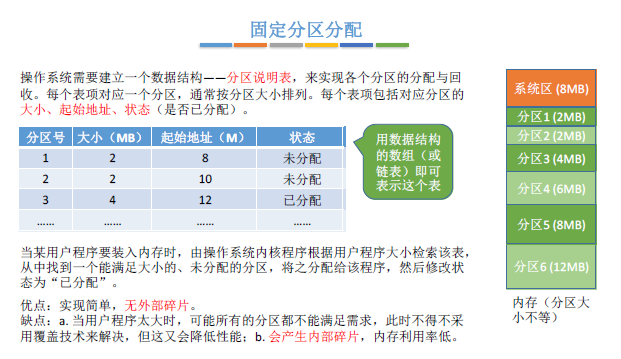 固定分区分配
操作系统需要建立一个数据结构——分区说明表，来实现各个分区的分配与回
收。每个表项对应一个分区，通常按分区大小排列。每个表项包括对应分区的
大小、起始地址、状态（是否已分配）。
分区号 大小（MB） 起始地址（M） 状态
1 2 8 未分配
2 2 10 未分配
3 4 12 已分配
…… …… …… ……
用数据结构
的数组（或
链表）即可
表示这个表
当某用户程序要装入内存时，由操作系统内核程序根据用户程序大小检索该表，
从中找到一个能满足大小的、未分配的分区，将之分配给该程序，然后修改状
态为“已分配”。
优点：实现简单，无外部碎片。
缺点：a. 当用户程序太大时，可能所有的分区都不能满足需求，此时不得不采
用覆盖技术来解决，但这又会降低性能；b. 会产生内部碎片，内存利用率低。
系统区 (8MB)
分区1 (2MB)
分区2 (2MB)
分区3 (4MB)
分区4 (6MB)
分区5 (8MB)
分区6 (12MB)
内存（分区大
小不等）